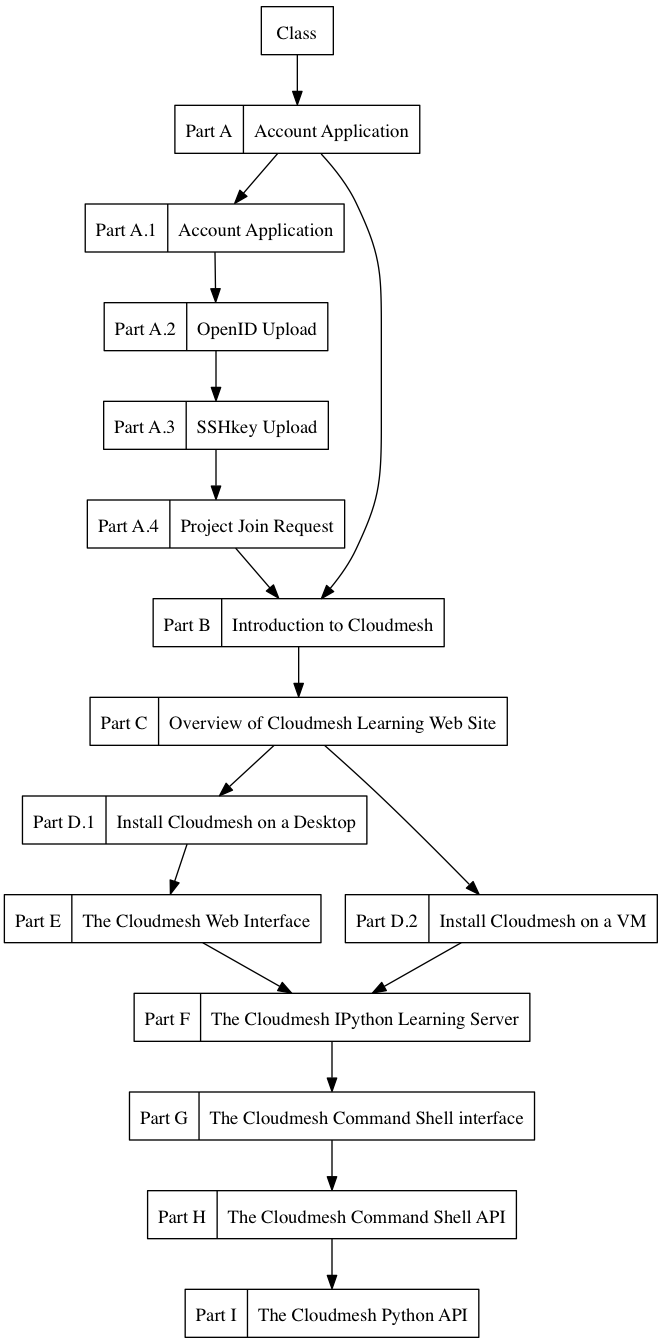 Class
Part A Account Application
Part A.1 Account Application
Part A.2 OpenID Upload
Part A.3 SSHkey Upload
Part A.4 Project Join Request
Part B Introduction to Cloudmesh
Part C Overview of Cloudmesh Learning Web Site
Part D.1 Install Cloudmesh on a Desktop
Part E The Cloudmesh Web Interface
Part D.2 Install Cloudmesh on a VM
Part F The Cloudmesh IPython Learning Server
Part G The Cloudmesh Command Shell interface
Part H The Cloudmesh Command Shell API
Part I The Cloudmesh Python API